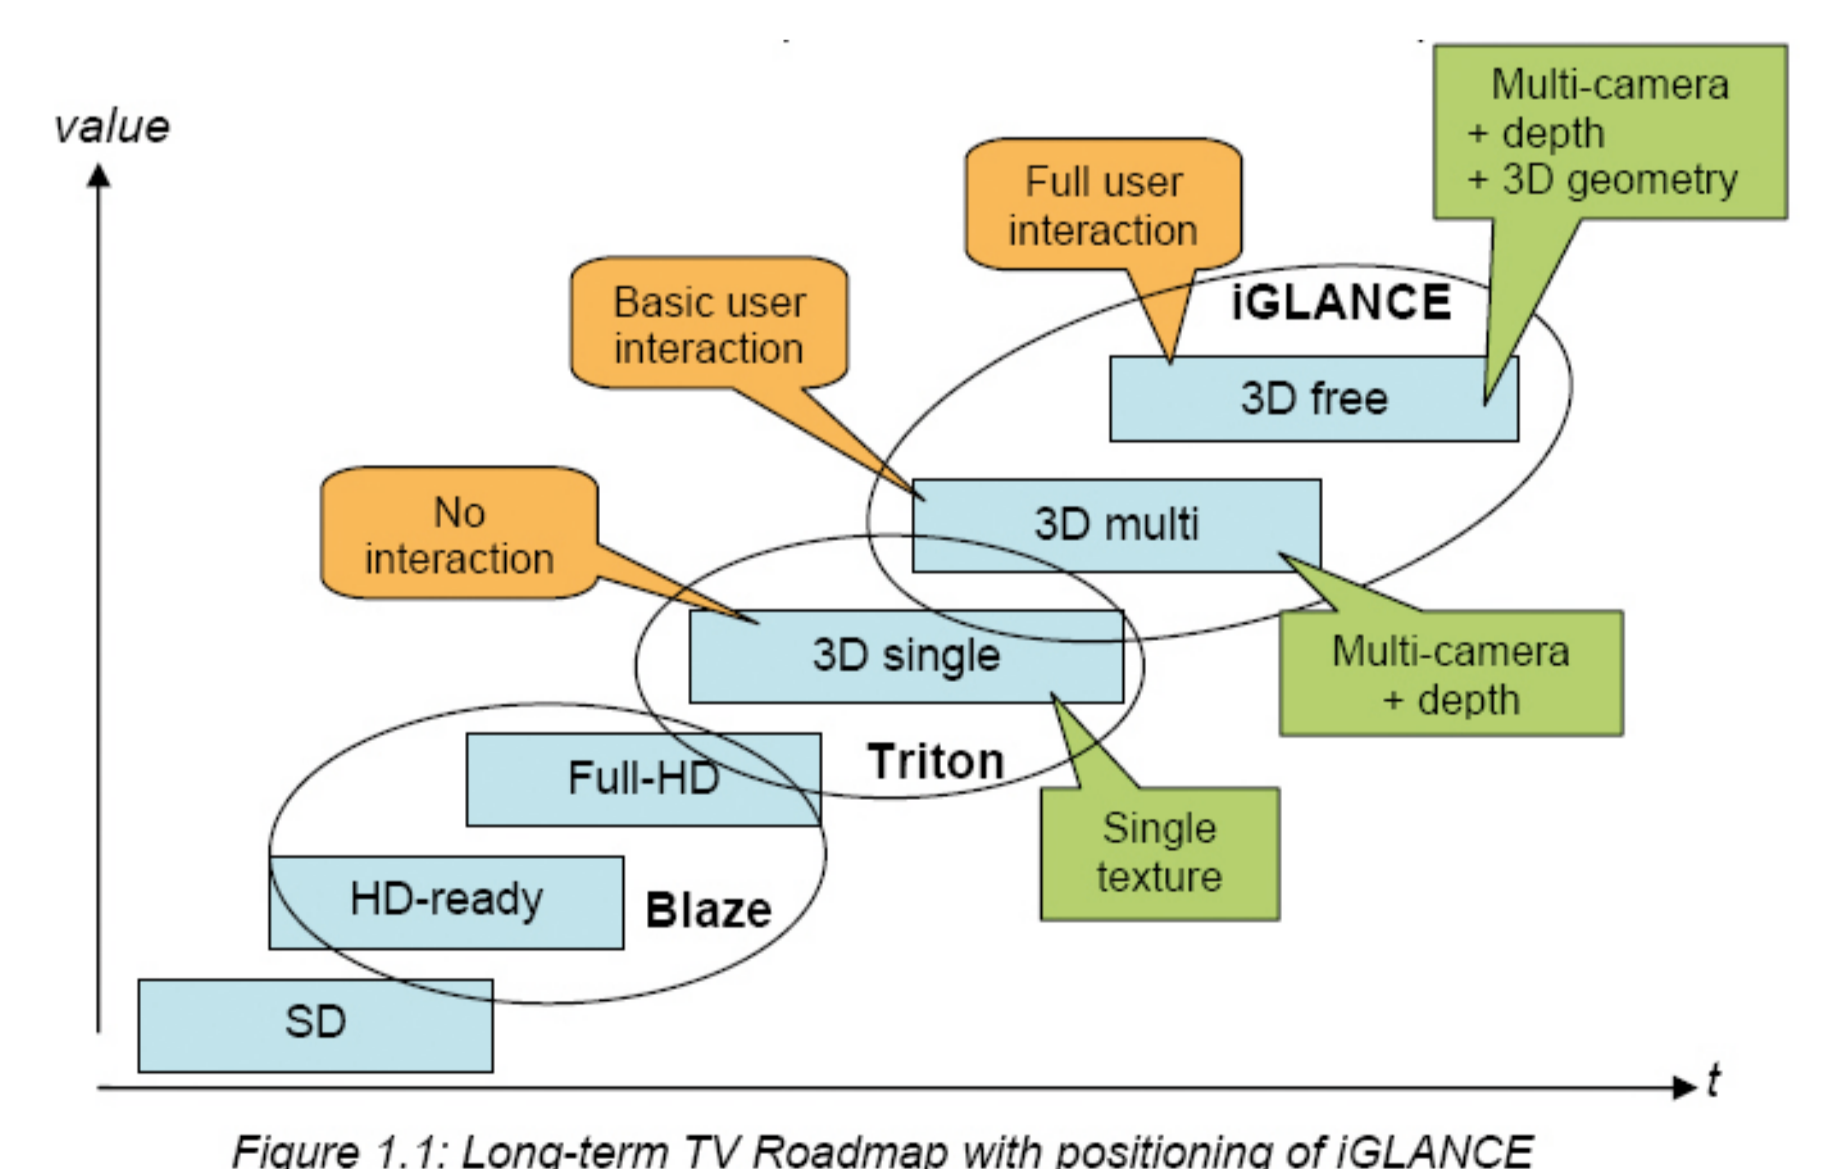 value
Multi-camera
+ depth
+ 3D geometry
Full user
interaction
iGLANCE
Basic user
interaction
3D free
No
interaction
3D multi
3D single
Multi-camera
+ depth
Triton
Full-HD
Single
texture
HD-ready
Blaze
SD
t
Figure 1.1: Long-term TV Roadmap with positioning of iGLANCE